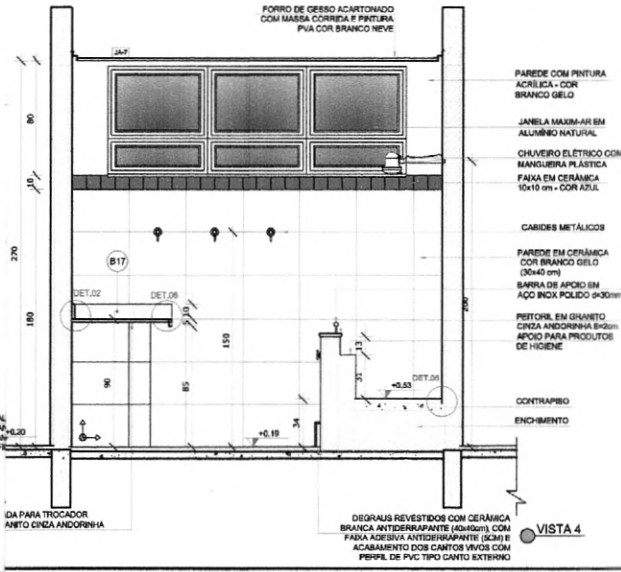 FORRO DE GESSO ACARTONADO
COM MASSA CORRIDA E PINTURA
PVA COR BRANCO NEVE
JA-7
PAREDE COM PINTURA
ACRÍLICA - COR
BRANCO GELO
JANELA MAXIM-AR EM
ALUMÍNIO NATURAL
CHUVEIRO ELÉTRICO COM
MANGUEIRA PLÁSTICA
FAIXA EM CERÂMICA
10x10 cm - COR AZUL
CABIDES METÁLICOS
PAREDE EM CERÂMICA
COR BRANCO GELO
(30x40 cm)
BARRA DE APOIO EM
AÇO INOX POLIDO d=30mm
PEITORIL EM GRANITO
CINZA ANDORINHA E=2cm
APOIO PARA PRODUTOS
DE HIGIENE
CONTRAPISO
ENCHIMENTO
80
10
270
180
B17
DET.02
DET.06
10
5
150
90
85
34
13
31
200
DET.05
+0,53
+0,19
+0,20
DA PARA TROCADOR
ANITO CINZA ANDORINHA
DEGRAUS REVESTIDOS COM CERÂMICA
BRANCA ANTIDERRAPANTE (40x40cm), COM
FAIXA ADESIVA ANTIDERRAPANTE (5CM) E
ACABAMENTO DOS CANTOS VIVOS COM
PERFIL DE PVC TIPO CANTO EXTERNO
VISTA 4